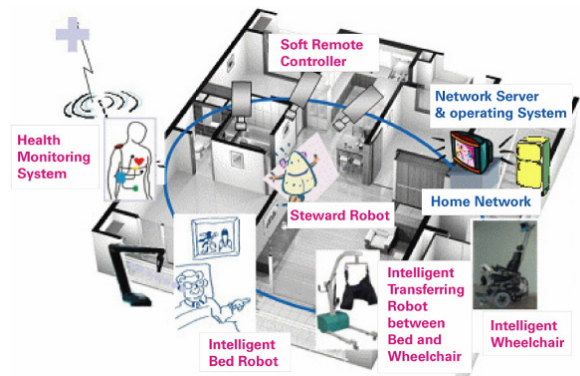 Soft Remote
Controller
Network Server
& operating System
Health
Monitoring
System
Steward Robot
Home Network
Intelligent
Transferring
Robot
between
Bed and
Wheelchair
Intelligent
Wheelchair
Intelligent
Bed Robot